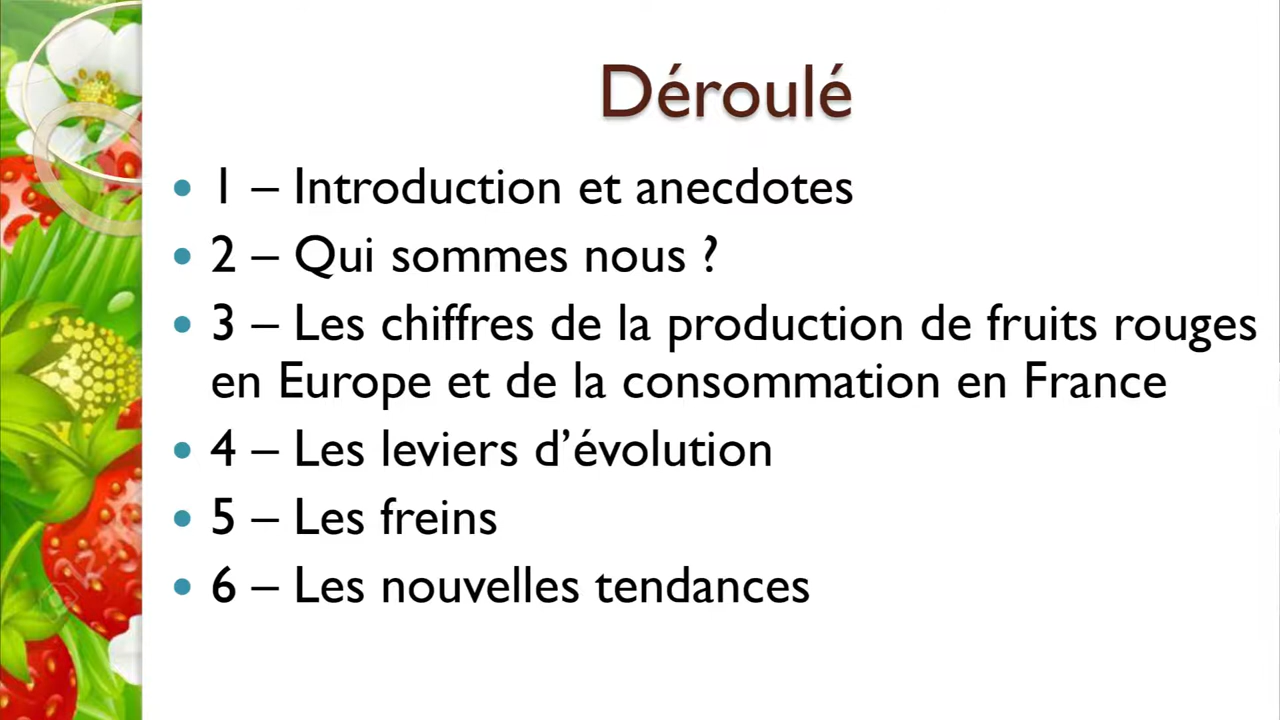 Déroulé
• 1 – Introduction et anecdotes
• 2 – Qui sommes nous ?
• 3 – Les chiffres de la production de fruits rouges
en Europe et de la consommation en France
• 4 – Les leviers d’évolution
• 5 – Les freins
• 6 – Les nouvelles tendances